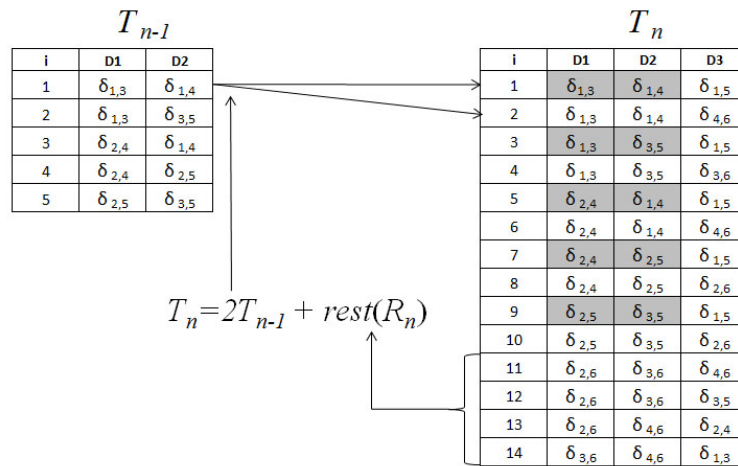 T n-1
i D1 D2
1 δ1,3 δ1,4
2 δ1,3 δ3,5
3 δ2,4 δ1,4
4 δ2,4 δ2,5
5 δ2,5 δ3,5
Tn=2Tn-1 + rest(Rn)
T n
i D1 D2 D3
1 δ1,3 δ1,4 δ1,5
2 δ1,3 δ1,4 δ4,6
3 δ1,3 δ3,5 δ1,5
4 δ1,3 δ3,5 δ3,6
5 δ2,4 δ1,4 δ1,5
6 δ2,4 δ1,4 δ4,6
7 δ2,4 δ2,5 δ1,5
8 δ2,4 δ2,5 δ2,6
9 δ2,5 δ3,5 δ1,5
10 δ2,5 δ3,5 δ2,6
11 δ2,6 δ3,6 δ4,6
12 δ2,6 δ3,6 δ3,5
13 δ2,6 δ4,6 δ2,4
14 δ3,6 δ4,6 δ1,3